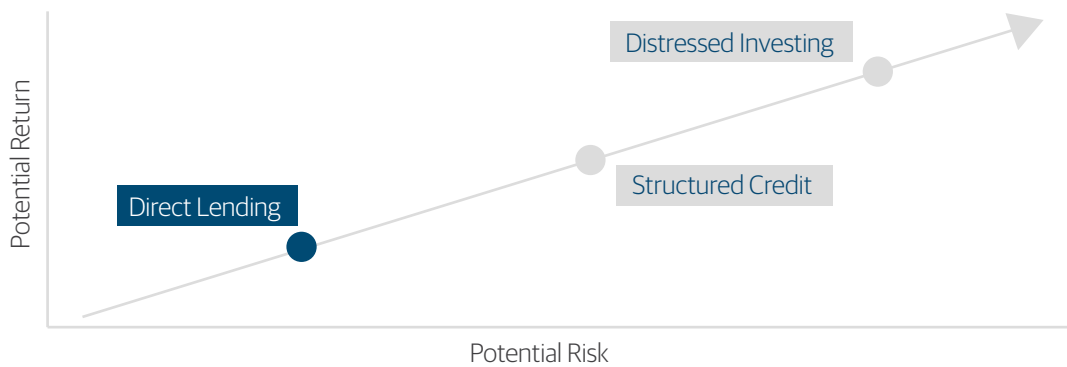 Distressed Investing
Potential Return
Structured Credit
Direct Lending
Potential Risk